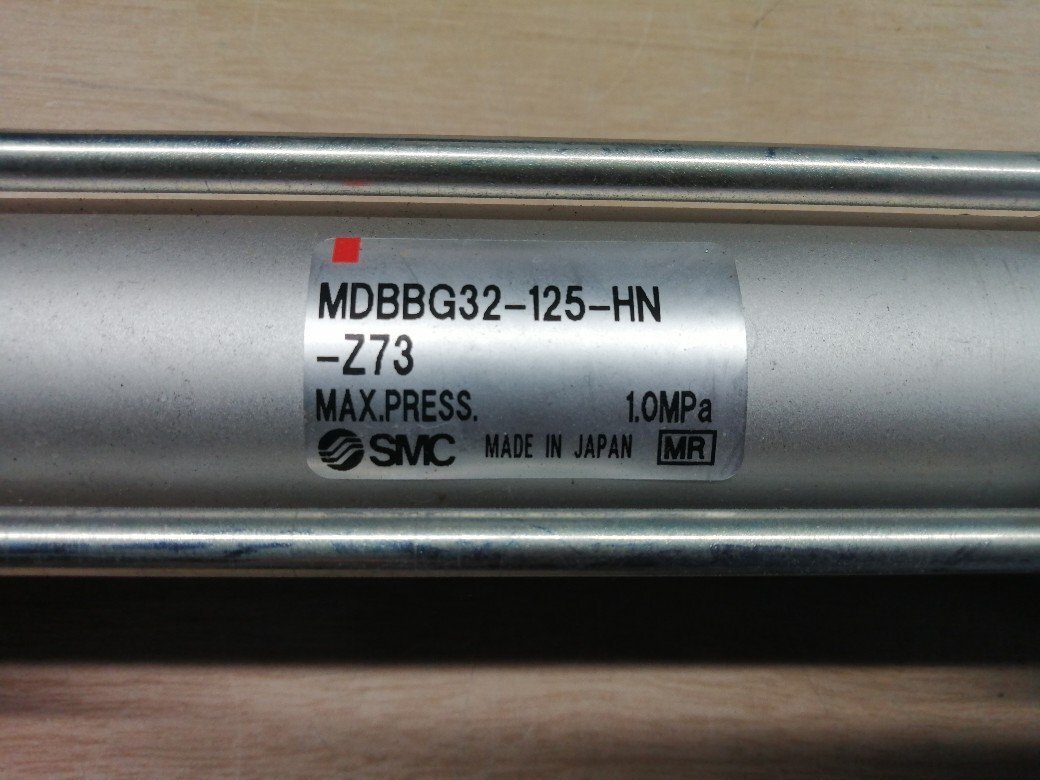 MDBBG32-125-HN
-Z73
MAX.PRESS. 1.0MPa
SMC MADE IN JAPAN MR